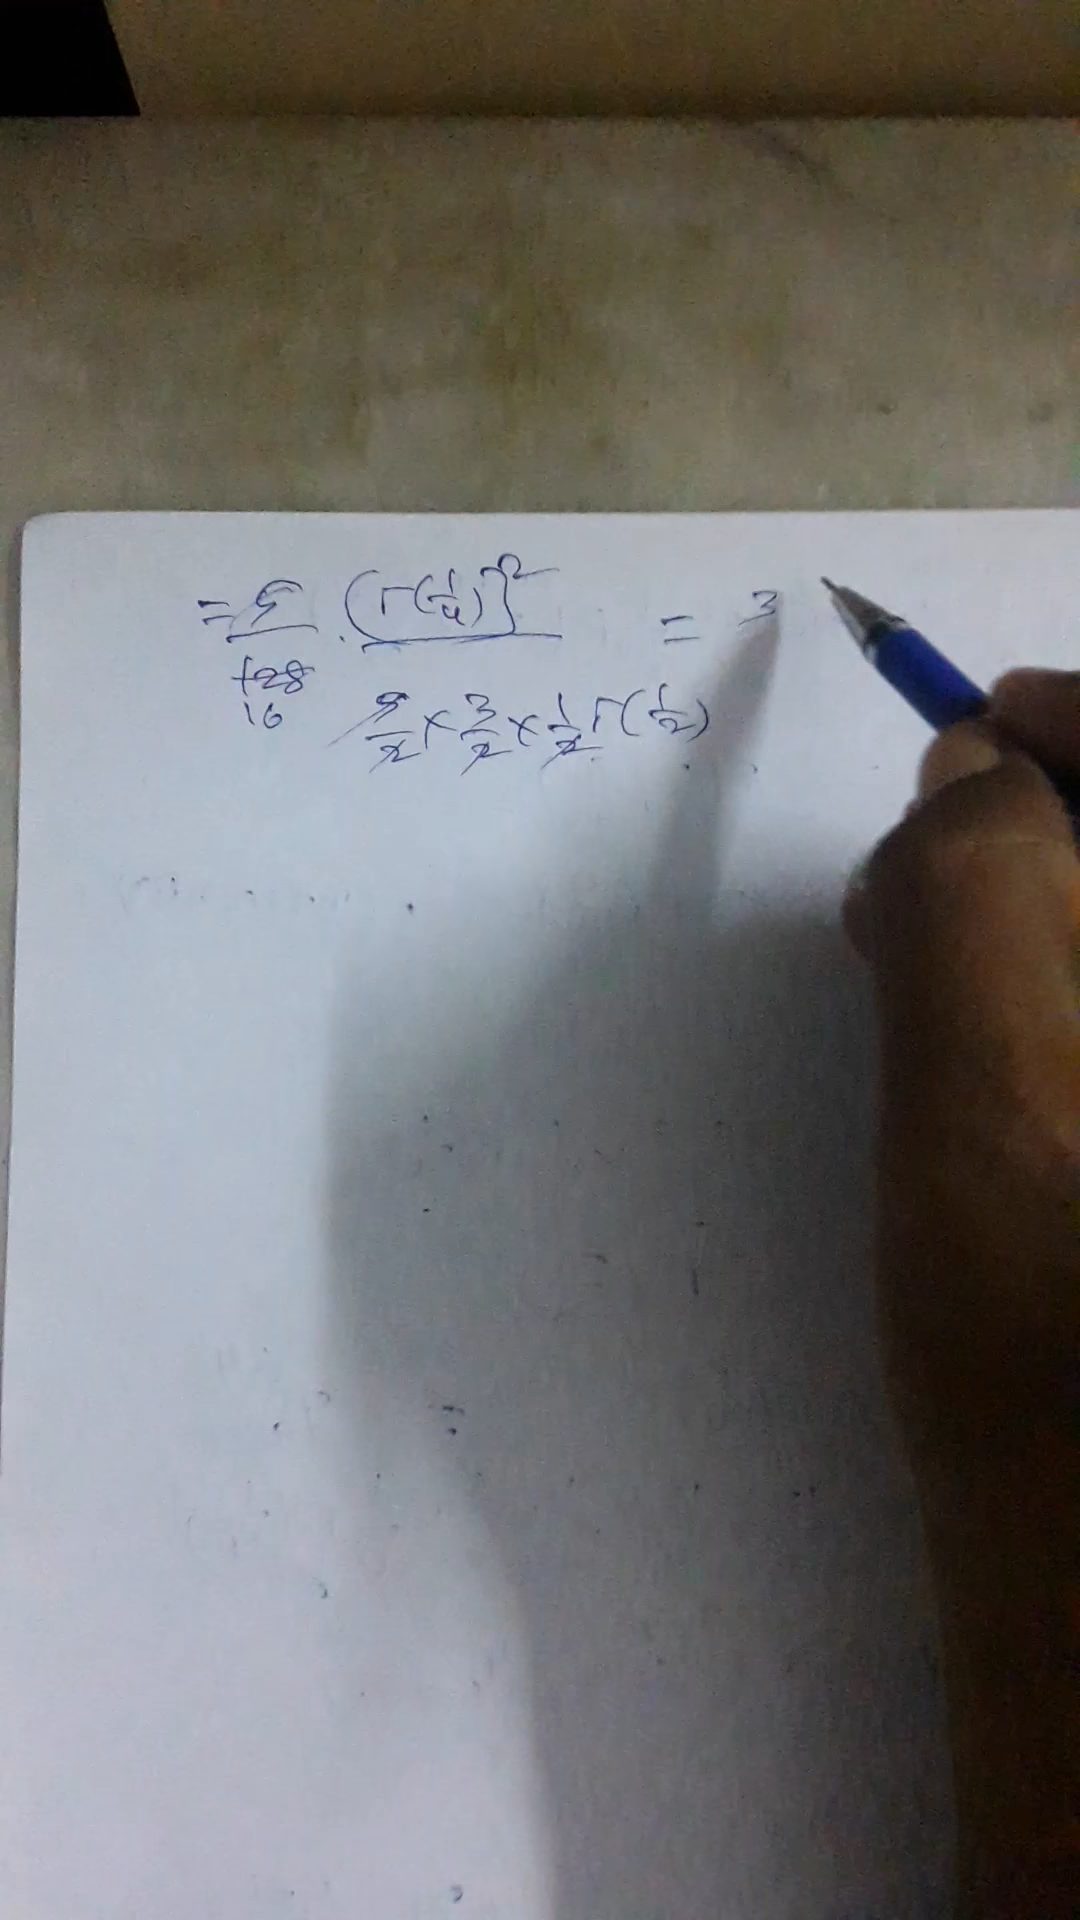 = 5/128 · (Γ(1/4)]² = 3
16 5/2 × 3/2 × 1/2 Γ(1/2)